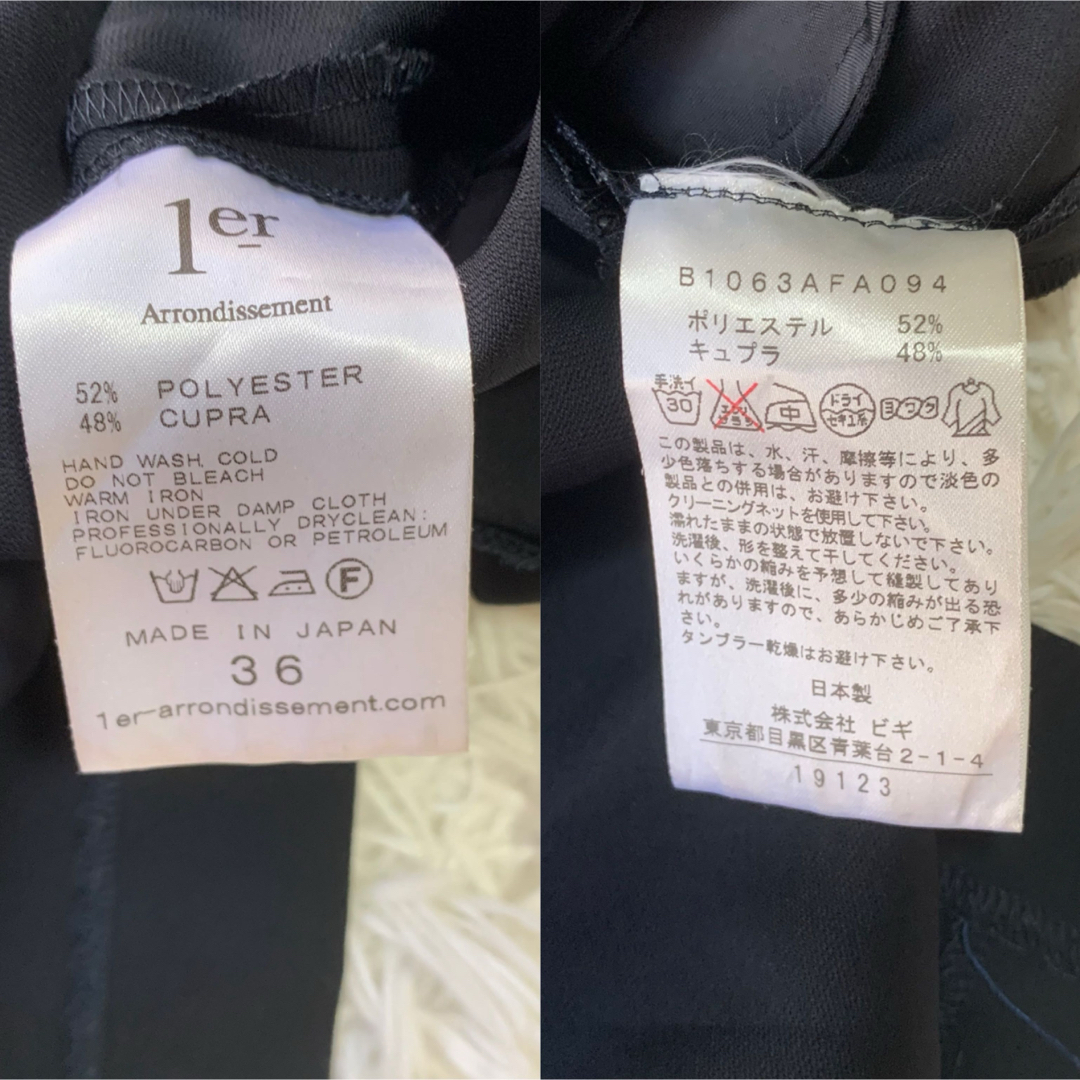 1er
Arrondissement
52% POLYESTER
48% CUPRA
HAND WASH COLD
DO NOT BLEACH
WARM IRON
IRON UNDER DAMP CLOTH
PROFESSIONALLY DRYCLEAN:
FLUOROCARBON OR PETROLEUM
F
MADE IN JAPAN
36
1er-arrondissement.com
B1063AFA094
ポリエステル 52%
キュプラ 48%
手洗イ 30 エンソ サラシ 中 ドライ セキユ系 ヨワク
この製品は、水、汗、摩擦等により、多
少色落ちする場合がありますので淡色の
製品との併用は、お避け下さい。
クリーニングネットを使用して下さい。
濡れたままの状態で放置しないで下さい。
洗濯後、形を整えて干してください。
いくらかの縮みを予想して縫製してあり
ますが、洗濯後に、多少の縮みが出る恐
れがありますので、あらかじめご了承下
さい。
タンブラー乾燥はお避け下さい。
日本製
株式会社 ビギ
東京都目黒区青葉台2-1-4
19123